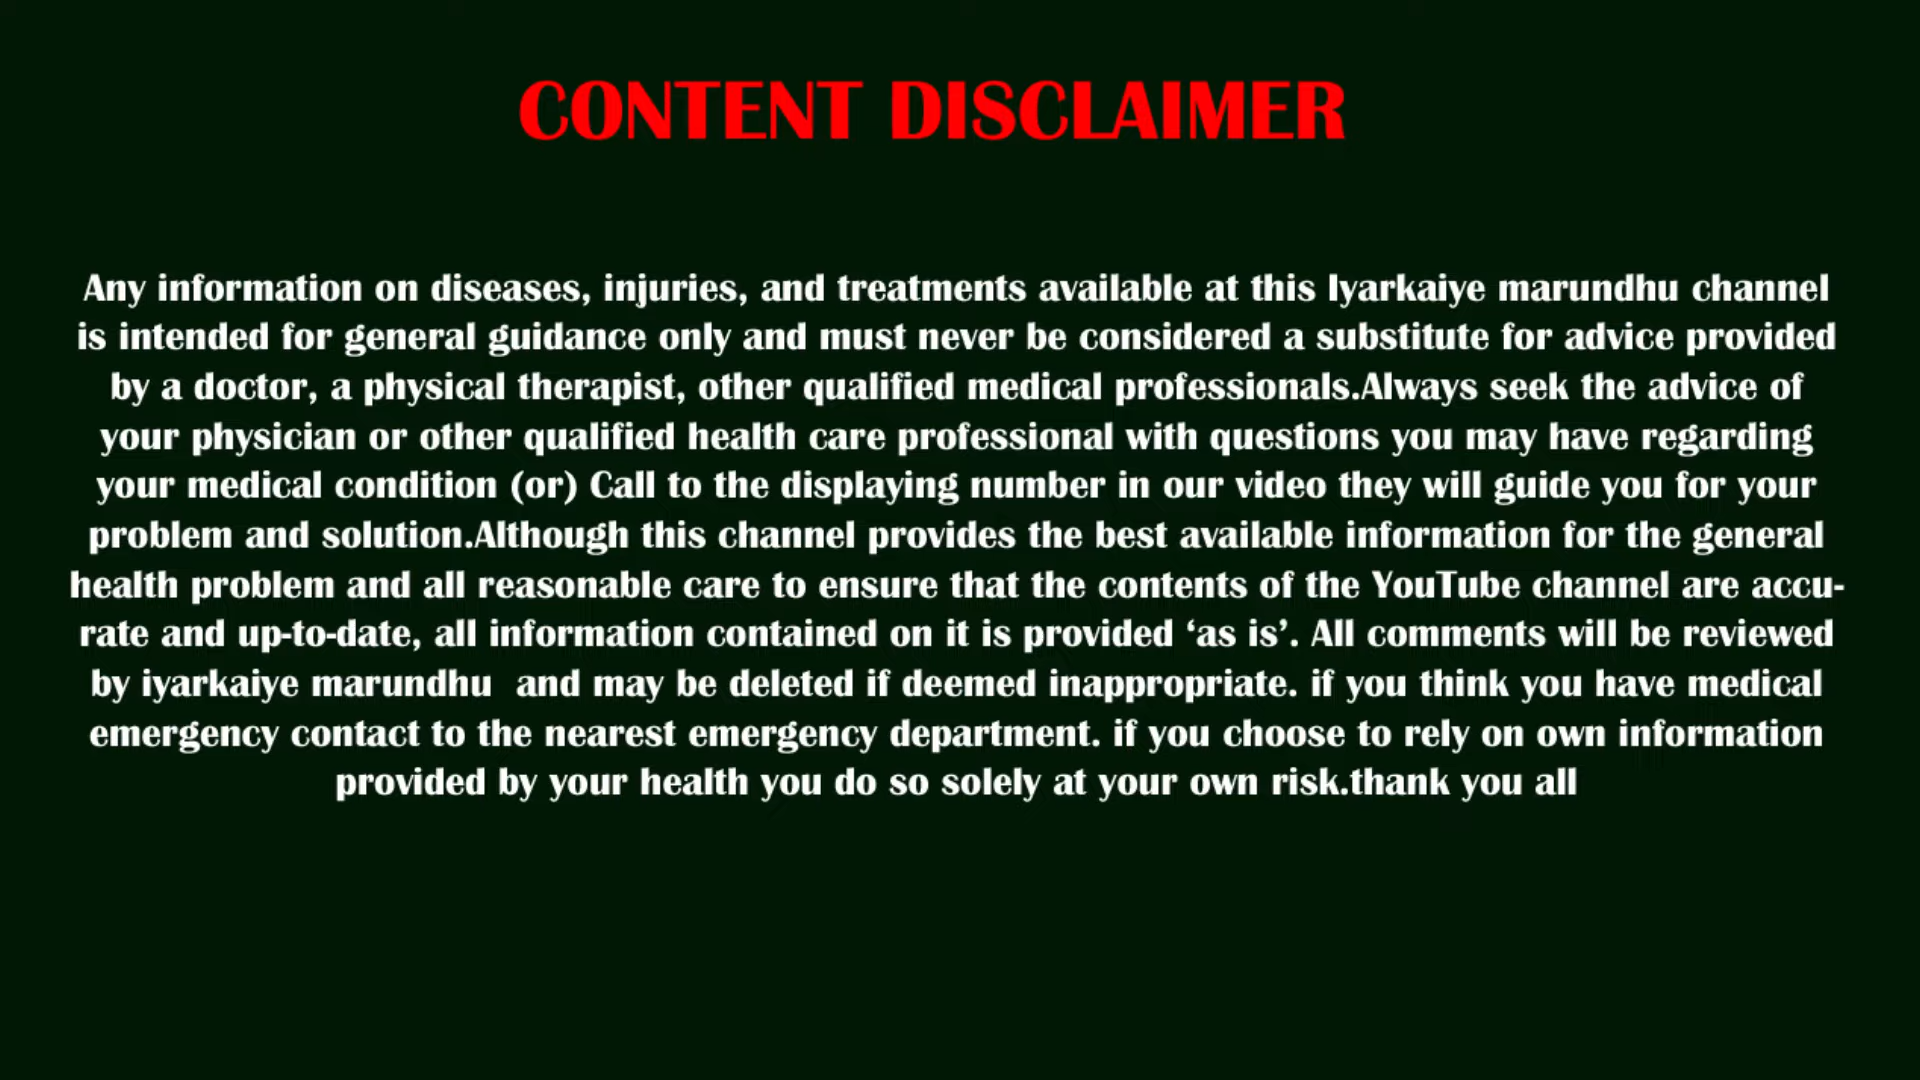 CONTENT DISCLAIMER
Any information on diseases, injuries, and treatments available at this Iyarkaiye marundhu channel
is intended for general guidance only and must never be considered a substitute for advice provided
by a doctor, a physical therapist, other qualified medical professionals.Always seek the advice of
your physician or other qualified health care professional with questions you may have regarding
your medical condition (or) Call to the displaying number in our video they will guide you for your
problem and solution.Although this channel provides the best available information for the general
health problem and all reasonable care to ensure that the contents of the YouTube channel are accu-
rate and up-to-date, all information contained on it is provided ‘as is’. All comments will be reviewed
by iyarkaiye marundhu  and may be deleted if deemed inappropriate. if you think you have medical
emergency contact to the nearest emergency department. if you choose to rely on own information
provided by your health you do so solely at your own risk.thank you all